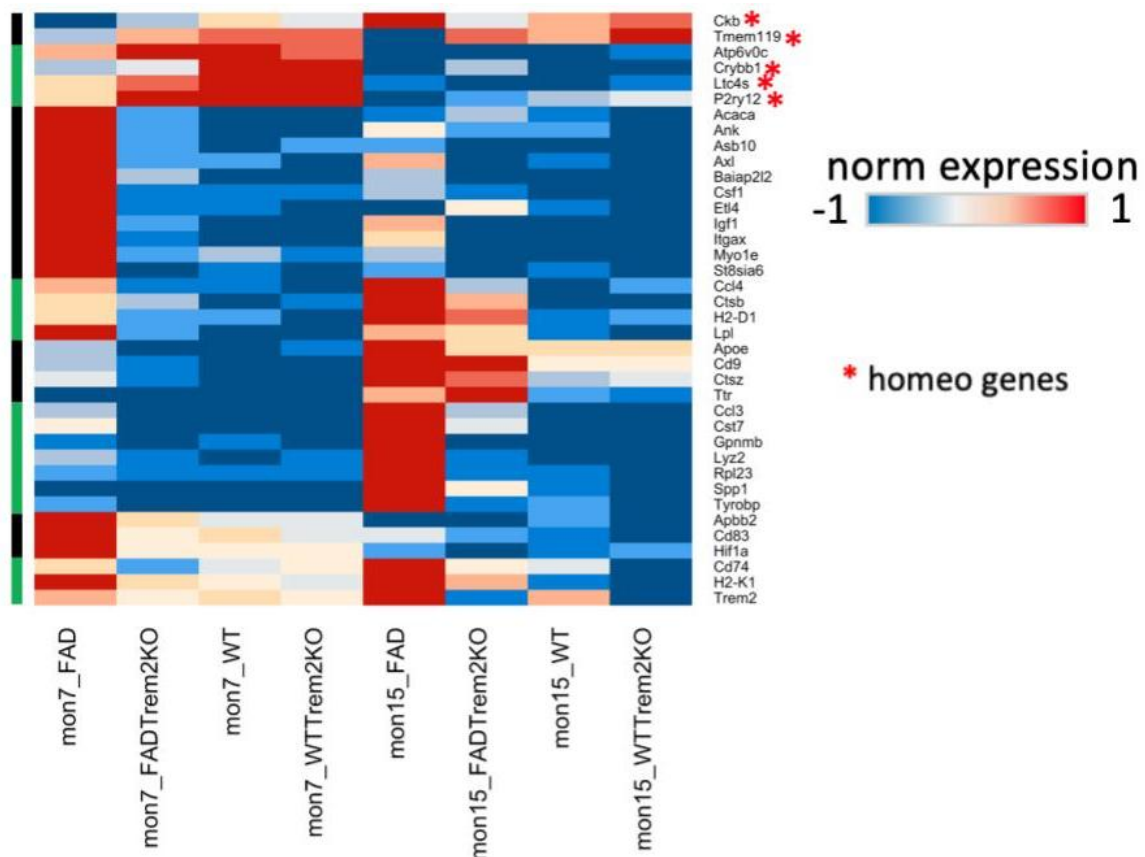 Ckb *
Tmem119 *
Atp6v0c
Crybb1 *
Ltc4s *
P2ry12 *
Acaca
Ank
Asb10
Axl
Baiap2l2
Csf1
Etl4
Igf1
Itgax
Myo1e
St8sia6
Ccl4
Ctsb
H2-D1
Lpl
Apoe
Cd9
Ctsz
Ttr
Ccl3
Cst7
Gpnmb
Lyz2
Rpl23
Spp1
Tyrobp
Apbb2
Cd83
Hif1a
Cd74
H2-K1
Trem2
norm expression
-1 1
* homeo genes
mon7_FAD
mon7_FADTrem2KO
mon7_WT
mon7_WTTrem2KO
mon15_FAD
mon15_FADTrem2KO
mon15_WT
mon15_WTTrem2KO